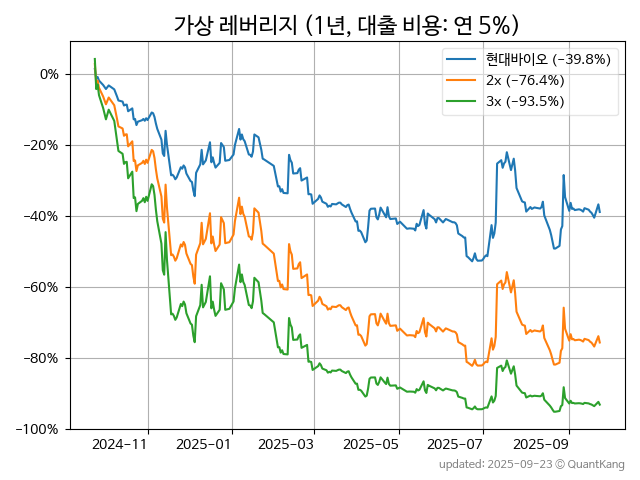 가상 레버리지 (1년, 대출 비용: 연 5%)
현대바이오 (-39.8%)
2x (-76.4%)
3x (-93.5%)
0%
-20%
-40%
-60%
-80%
-100%
2024-11 2025-01 2025-03 2025-05 2025-07 2025-09
updated: 2025-09-23 © QuantKang